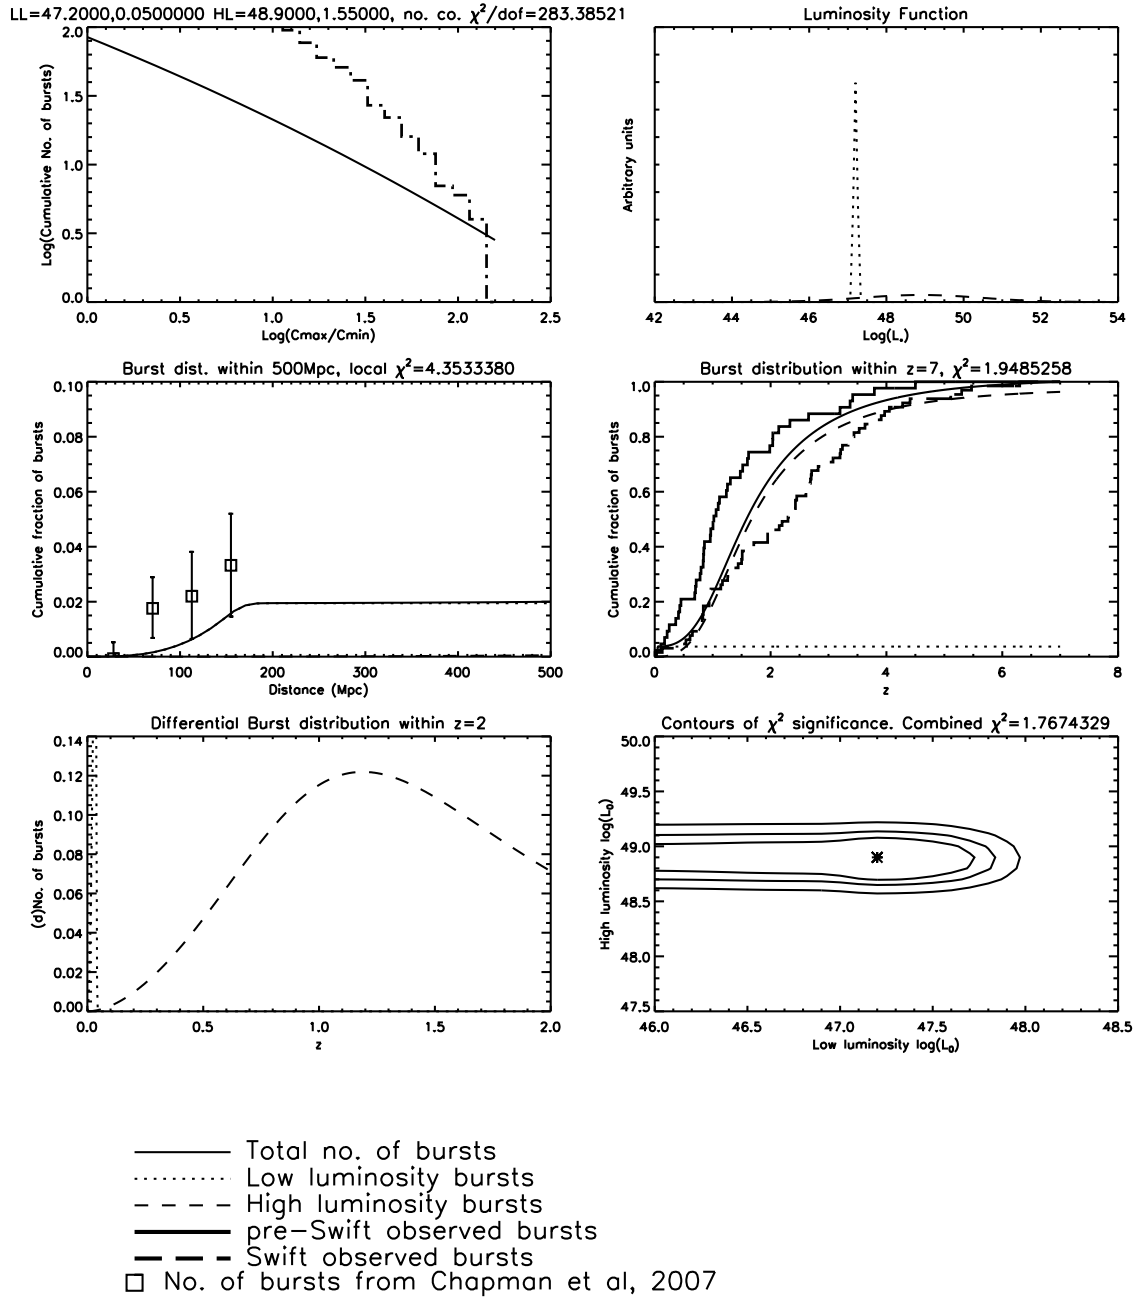 LL=47.2000,0.0500000 HL=48.9000,1.55000, no. co. χ²/dof=283.38521
Log(Cumulative No. of bursts)
2.0
1.5
1.0
0.5
0.0
0.0 0.5 1.0 1.5 2.0 2.5
Log(Cmax/Cmin)
Luminosity Function
Arbitrary units
42 44 46 48 50 52 54
Log(L*)
Burst dist. within 500Mpc, local χ²=4.3533380
Cumulative fraction of bursts
0.10
0.08
0.06
0.04
0.02
0.00
0 100 200 300 400 500
Distance (Mpc)
Burst distribution within z=7, χ²=1.9485258
Cumulative fraction of bursts
1.0
0.8
0.6
0.4
0.2
0.0
0 2 4 6 8
z
Differential Burst distribution within z=2
(d)No. of bursts
0.14
0.12
0.10
0.08
0.06
0.04
0.02
0.00
0.0 0.5 1.0 1.5 2.0
z
Contours of χ² significance. Combined χ²=1.7674329
High luminosity log(L₀)
50.0
49.5
49.0
48.5
48.0
47.5
46.0 46.5 47.0 47.5 48.0 48.5
Low luminosity log(L₀)
Total no. of bursts
Low luminosity bursts
High luminosity bursts
pre-Swift observed bursts
Swift observed bursts
No. of bursts from Chapman et al, 2007